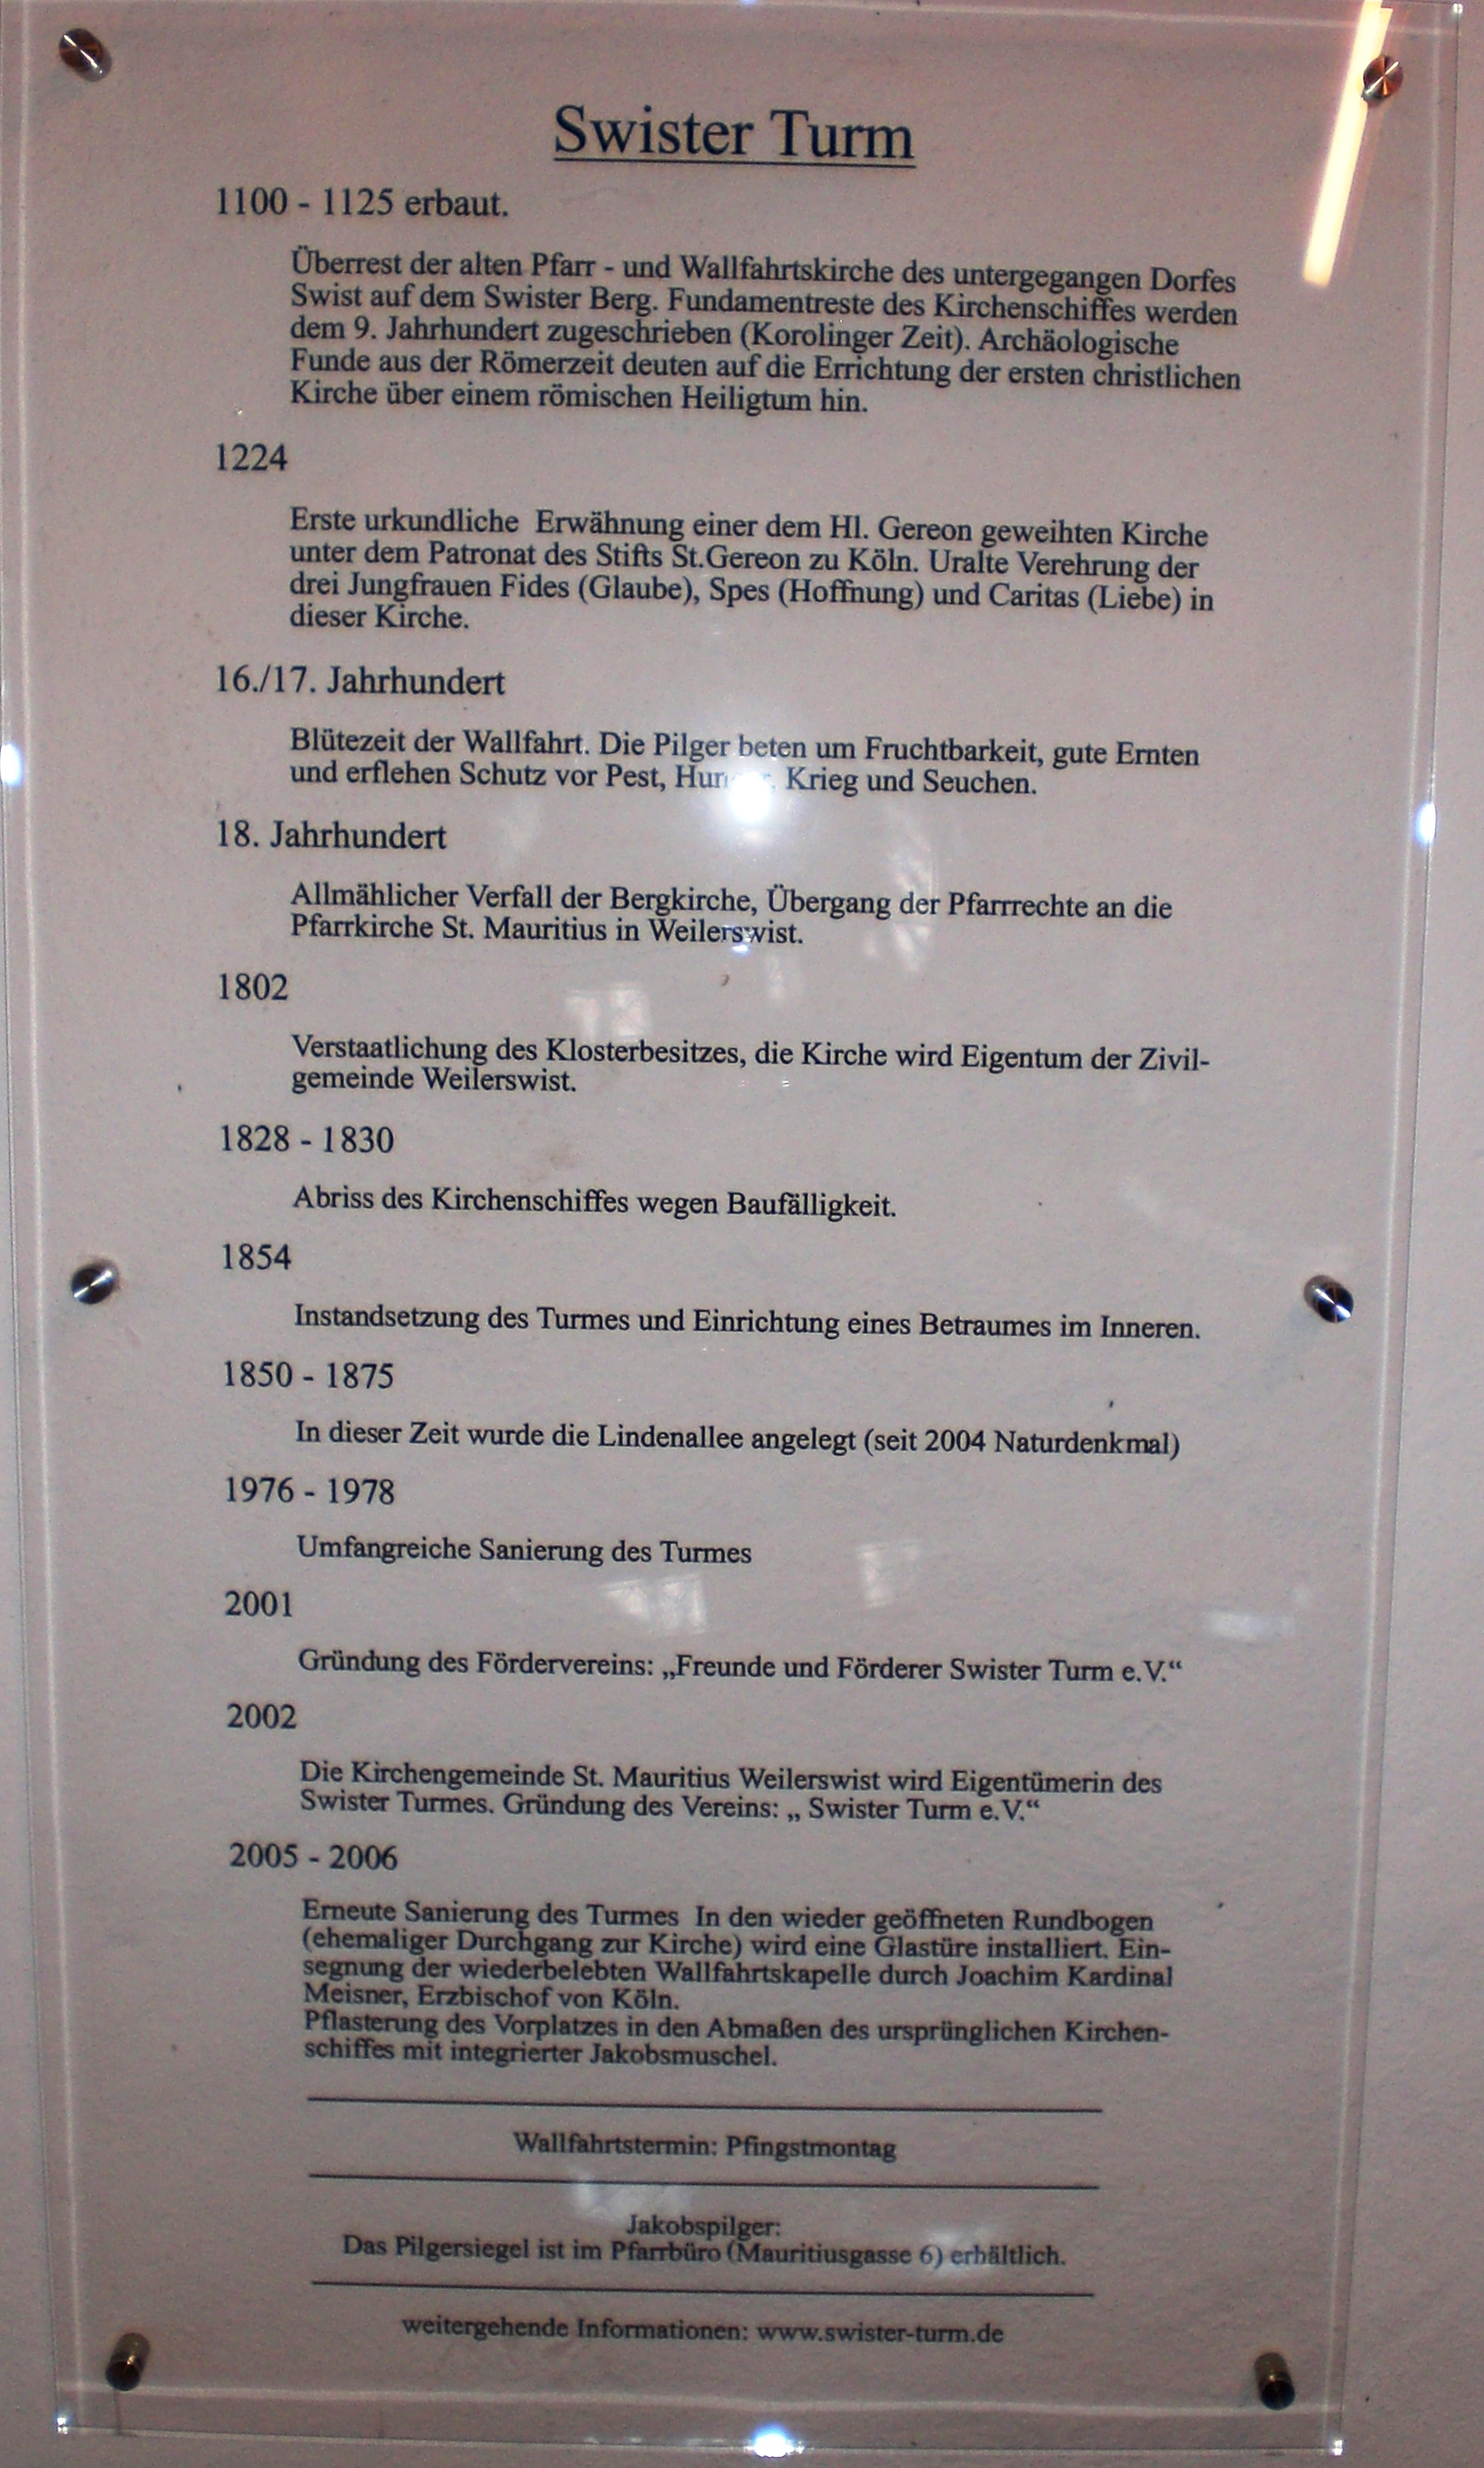 Swister Turm
1100 - 1125 erbaut.
Überrest der alten Pfarr - und Wallfahrtskirche des untergegangen Dorfes
Swist auf dem Swister Berg. Fundamentreste des Kirchenschiffes werden
dem 9. Jahrhundert zugeschrieben (Korolinger Zeit). Archäologische
Funde aus der Römerzeit deuten auf die Errichtung der ersten christlichen
Kirche über einem römischen Heiligtum hin.
1224
Erste urkundliche Erwähnung einer dem Hl. Gereon geweihten Kirche
unter dem Patronat des Stifts St.Gereon zu Köln. Uralte Verehrung der
drei Jungfrauen Fides (Glaube), Spes (Hoffnung) und Caritas (Liebe) in
dieser Kirche.
16./17. Jahrhundert
Blütezeit der Wallfahrt. Die Pilger beten um Fruchtbarkeit, gute Ernten
und erflehen Schutz vor Pest, Krieg und Seuchen.
18. Jahrhundert
Allmählicher Verfall der Bergkirche, Übergang der Pfarrrechte an die
Pfarrkirche St. Mauritius in Weilerswist.
1802
Verstaatlichung des Klosterbesitzes, die Kirche wird Eigentum der Zivil-
gemeinde Weilerswist.
1828 - 1830
Abriss des Kirchenschiffes wegen Baufälligkeit.
1854
Instandsetzung des Turmes und Einrichtung eines Betraumes im Inneren.
1850 - 1875
In dieser Zeit wurde die Lindenallee angelegt (seit 2004 Naturdenkmal)
1976 - 1978
Umfangreiche Sanierung des Turmes
2001
Gründung des Fördervereins: „Freunde und Förderer Swister Turm e.V.“
2002
Die Kirchengemeinde St. Mauritius Weilerswist wird Eigentümerin des
Swister Turmes. Gründung des Vereins: „ Swister Turm e.V.“
2005 - 2006
Erneute Sanierung des Turmes In den wieder geöffneten Rundbogen
(ehemaliger Durchgang zur Kirche) wird eine Glastüre installiert. Ein-
segnung der wiederbelebten Wallfahrtskapelle durch Joachim Kardinal
Meisner, Erzbischof von Köln.
Pflasterung des Vorplatzes in den Abmaßen des ursprünglichen Kirchen-
schiffes mit integrierter Jakobsmuschel.
Wallfahrtstermin: Pfingstmontag
Jakobspilger:
Das Pilgersiegel ist im Pfarrbüro (Mauritiusgasse 6) erhältlich.
weitergehende Informationen: www.swister-turm.de